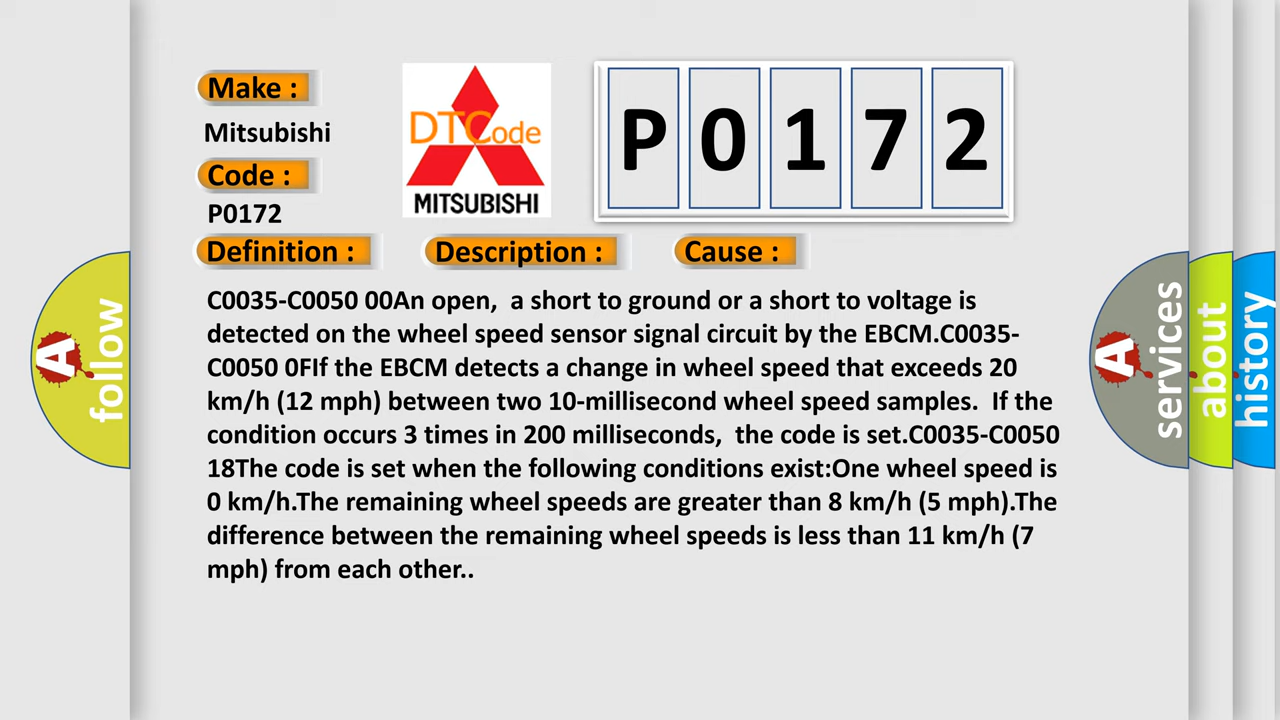 Make :
Mitsubishi
Code :
P0172
DTCode
MITSUBISHI
P0172
Definition :
Description :
Cause :
C0035-C0050 00An open,  a short to ground or a short to voltage is
detected on the wheel speed sensor signal circuit by the EBCM.C0035-
C0050 0FIf the EBCM detects a change in wheel speed that exceeds 20
km/h (12 mph) between two 10-millisecond wheel speed samples.  If the
condition occurs 3 times in 200 milliseconds,  the code is set.C0035-C0050
18The code is set when the following conditions exist:One wheel speed is
0 km/h.The remaining wheel speeds are greater than 8 km/h (5 mph).The
difference between the remaining wheel speeds is less than 11 km/h (7
mph) from each other..
A follow
A services
about
history